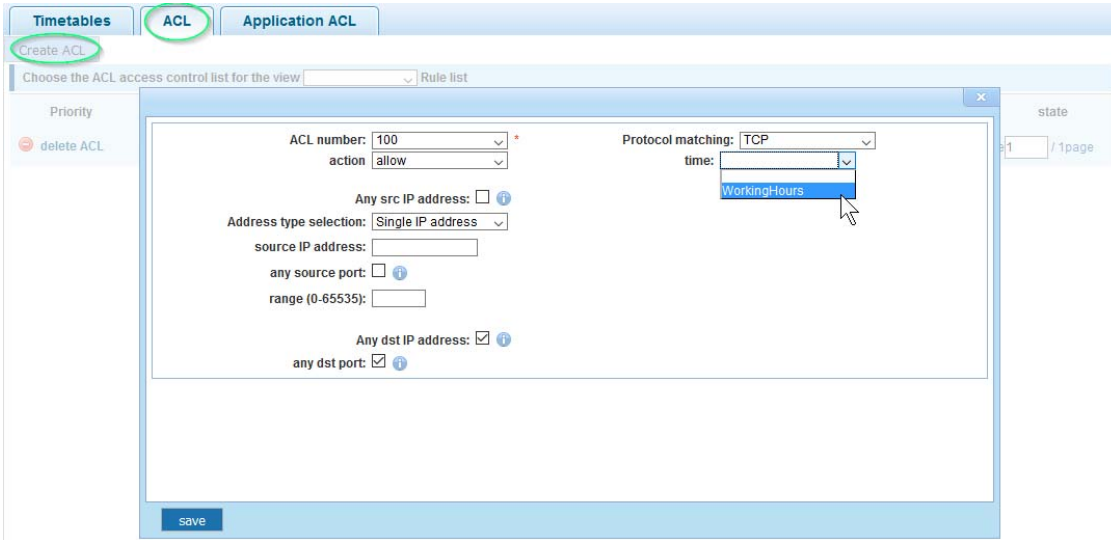 Timetables ACL Application ACL
Create ACL
Choose the ACL access control list for the view Rule list
Priority state
delete ACL 1 / 1page
ACL number: 100 * Protocol matching: TCP
action allow time:
WorkingHours
Any src IP address:
Address type selection: Single IP address
source IP address:
any source port:
range (0-65535):
Any dst IP address:
any dst port:
save